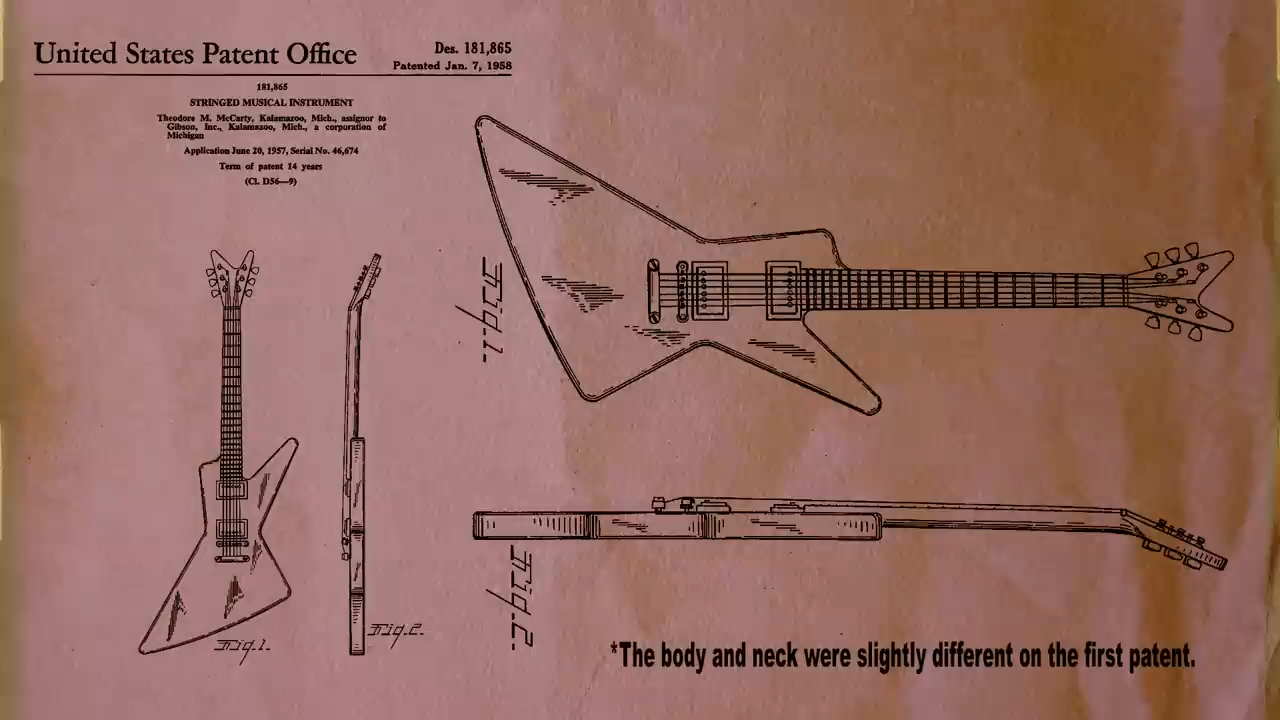 United States Patent Office
Des. 181,865
Patented Jan. 7, 1958
181,865
STRINGED MUSICAL INSTRUMENT
Theodore M. McCarty, Kalamazoo, Mich., assignor to
Gibson, Inc., Kalamazoo, Mich., a corporation of
Michigan
Application June 20, 1957, Serial No. 46,674
Term of patent 14 years
(Cl. D56—9)
Fig. 1.
Fig. 2.
Fig. 1.
Fig. 2.
*The body and neck were slightly different on the first patent.